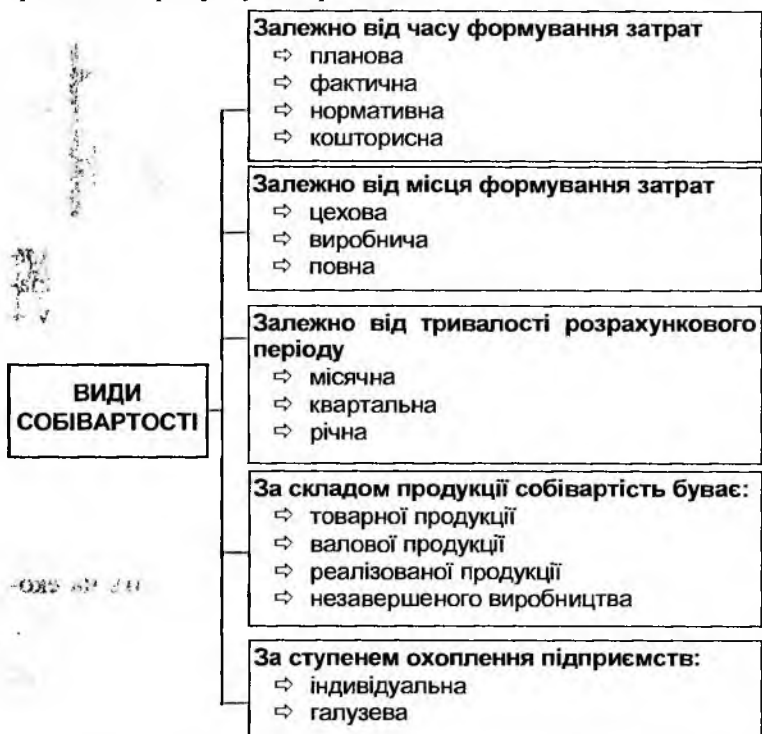 Залежно від часу формування затрат
⇨ планова
⇨ фактична
⇨ нормативна
⇨ кошторисна
Залежно від місця формування затрат
⇨ цехова
⇨ виробнича
⇨ повна
Залежно від тривалості розрахункового
періоду
⇨ місячна
⇨ квартальна
⇨ річна
ВИДИ
СОБІВАРТОСТІ
За складом продукції собівартість буває:
⇨ товарної продукції
⇨ валової продукції
⇨ реалізованої продукції
⇨ незавершеного виробництва
За ступенем охоплення підприємств:
⇨ індивідуальна
⇨ галузева